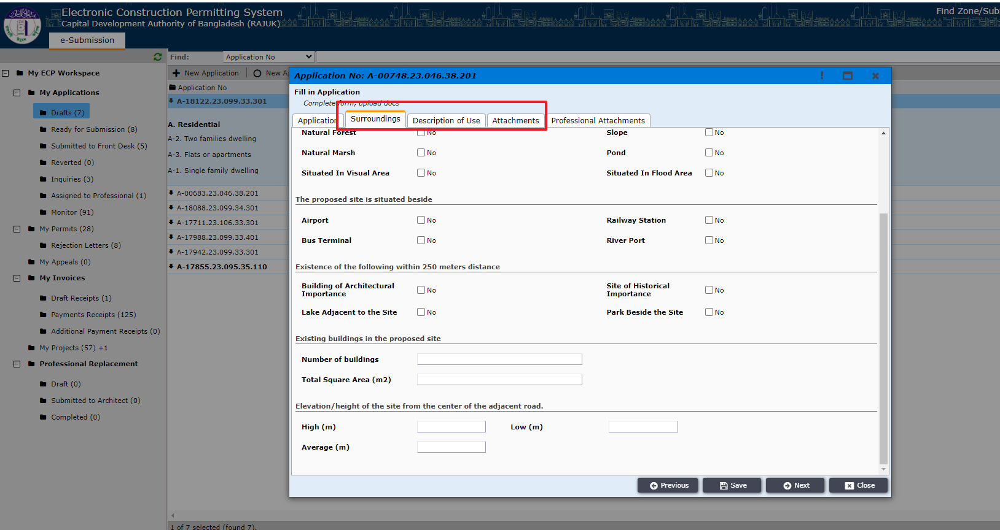 Electronic Construction Permitting System
Capital Development Authority of Bangladesh (RAJUK)
Find Zone/Sub
e-Submission
Find:
Application No
My ECP Workspace
My Applications
Drafts (7)
Ready for Submission (8)
Submitted to Front Desk (5)
Reverted (0)
Inquiries (3)
Assigned to Professional (1)
Monitor (91)
My Permits (28)
Rejection Letters (8)
My Appeals (0)
My Invoices
Draft Receipts (1)
Payments Receipts (125)
Additional Payment Receipts (0)
My Projects (57) +1
Professional Replacement
Draft (0)
Submitted to Architect (0)
Completed (0)
New Application
New Ap
Application No
A-18122.23.099.33.301
A. Residential
A-2. Two families dwelling
A-3. Flats or apartments
A-1. Single family dwelling
A-00683.23.046.38.201
A-18088.23.099.34.301
A-17711.23.106.33.301
A-17988.23.099.33.401
A-17942.23.099.33.301
A-17855.23.095.35.110
1 of 7 selected (found 7).
Application No: A-00748.23.046.38.201
Fill in Application
Complete form, upload docs
Application
Surroundings
Description of Use
Attachments
Professional Attachments
Natural Forest No Slope No
Natural Marsh No Pond No
Situated In Visual Area No Situated In Flood Area No
The proposed site is situated beside
Airport No Railway Station No
Bus Terminal No River Port No
Existence of the following within 250 meters distance
Building of Architectural Importance No Site of Historical Importance No
Lake Adjacent to the Site No Park Beside the Site No
Existing buildings in the proposed site
Number of buildings
Total Square Area (m2)
Elevation/height of the site from the center of the adjacent road.
High (m) Low (m)
Average (m)
Previous
Save
Next
Close